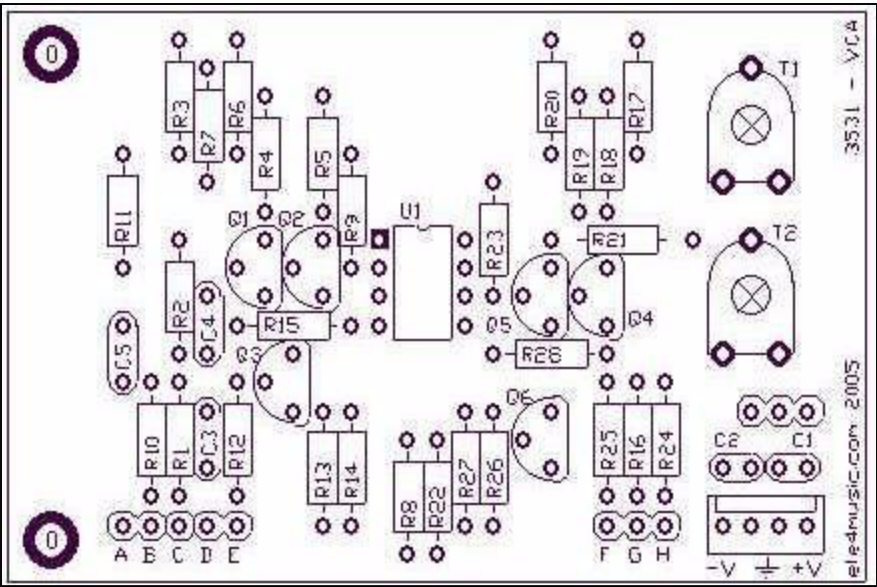 0
R3
R7
R6
R4
R5
R9
R20
R19
R18
R17
T1
3531 - VCA
R11
Q1
Q2
U1
R23
R21
T2
R2
C4
R15
Q5
Q4
C5
Q3
R28
Q6
R10
R1
C3
R12
R13
R14
R8
R22
R27
R26
R25
R16
R24
C2
C1
ele4music.com 2005
0
A B C D E
F G H
-V +V